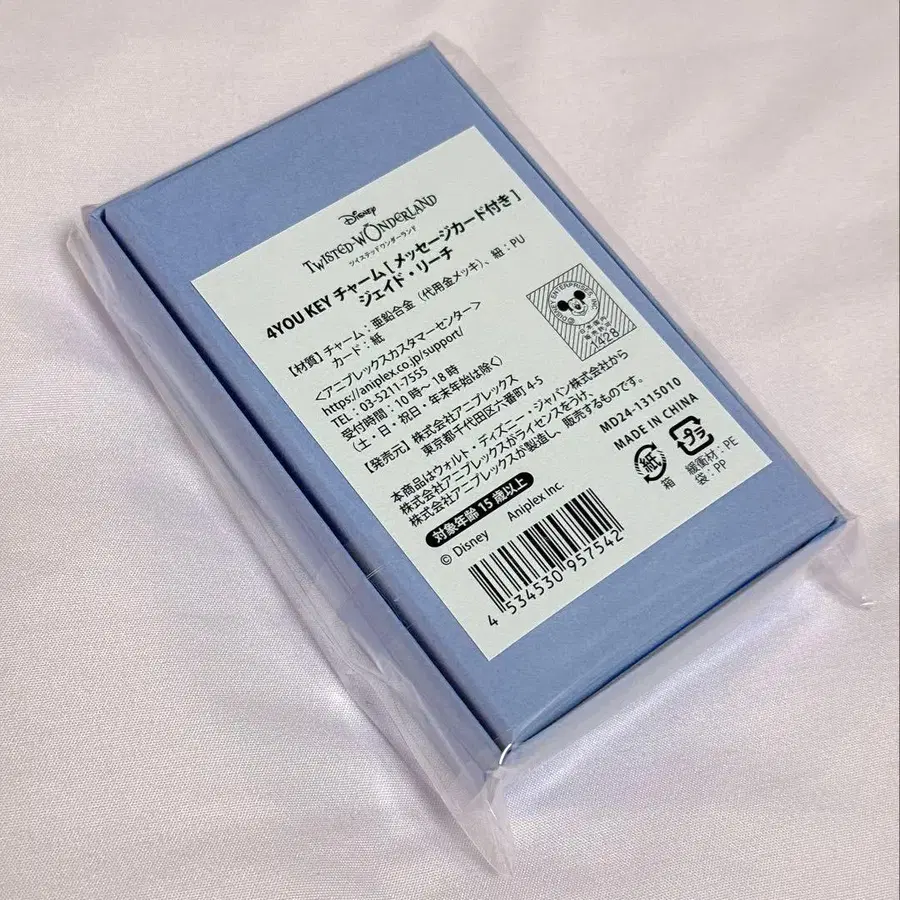 Disney
TWISTED-WONDERLAND
ツイステッドワンダーランド
4YOU KEY チャーム [ メッセージカード付き ]
ジェイド・リーチ
【材質】チャーム：亜鉛合金（代用金メッキ）、紐：PU
カード：紙
＜アニプレックスカスタマーセンター＞
https://aniplex.co.jp/support/
TEL：03-5211-7555
受付時間：10時～18時
（土・日・祝日・年末年始は除く）
【発売元】株式会社アニプレックス
東京都千代田区六番町 4-5
本商品はウォルト・ディズニー・ジャパン株式会社から
株式会社アニプレックスがライセンスをうけ、
株式会社アニプレックスが製造し、販売するものです。
対象年齢 15 歳以上
© Disney Aniplex Inc.
4 534530 957542
©DISNEY ENTERPRISES, INC.
日本国内
1428
MD24-1315010
MADE IN CHINA
紙
箱
プラ
緩衝材：PE
袋：PP